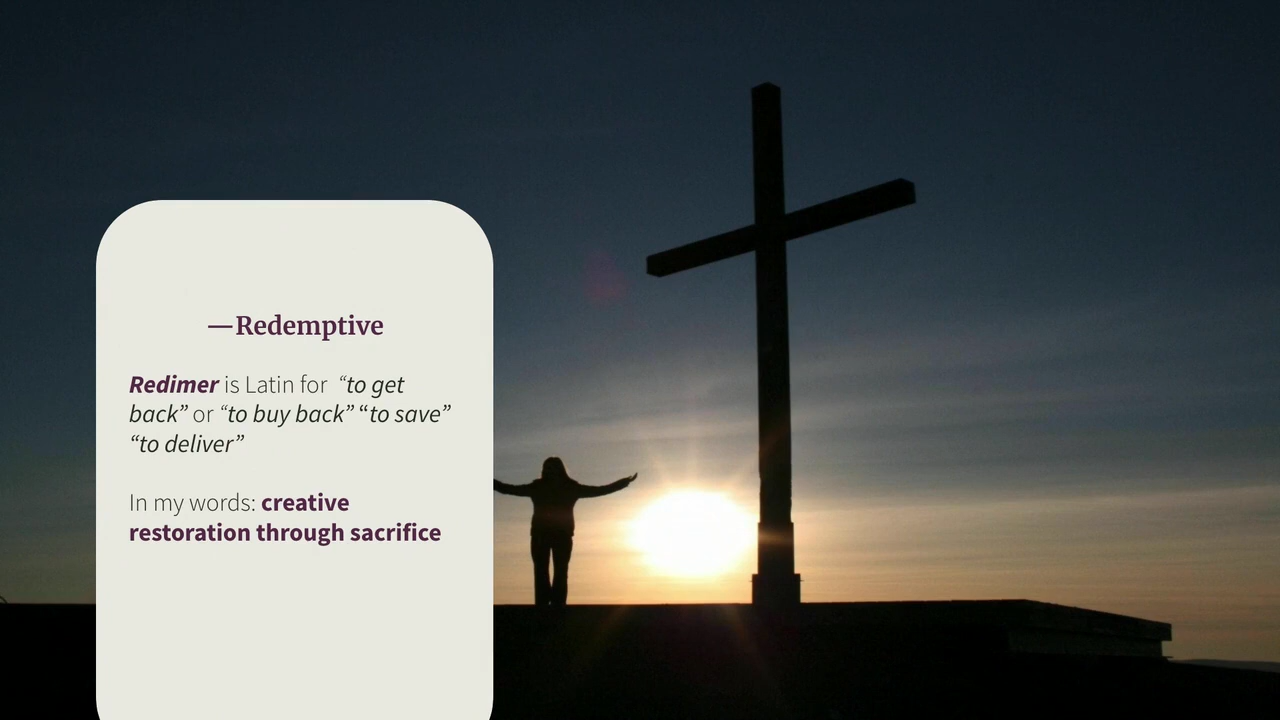 —Redemptive
Redimer is Latin for  “to get
back” or “to buy back” “to save”
“to deliver”
In my words: creative
restoration through sacrifice